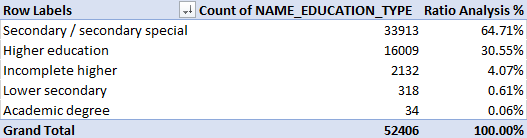 Row Labels Count of NAME_EDUCATION_TYPE Ratio Analysis %
Secondary / secondary special 33913 64.71%
Higher education 16009 30.55%
Incomplete higher 2132 4.07%
Lower secondary 318 0.61%
Academic degree 34 0.06%
Grand Total 52406 100.00%